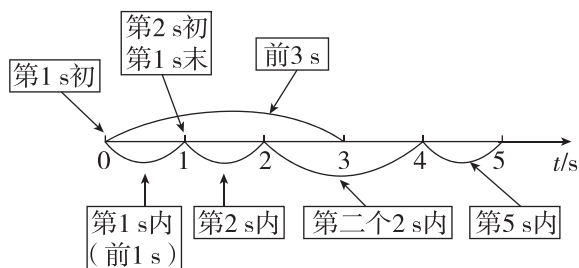 第2 s初
第1 s末
前3 s
第1 s初
0 1 2 3 4 5
t/s
第1 s内
(前1 s)
第2 s内
第二个2 s内
第5 s内